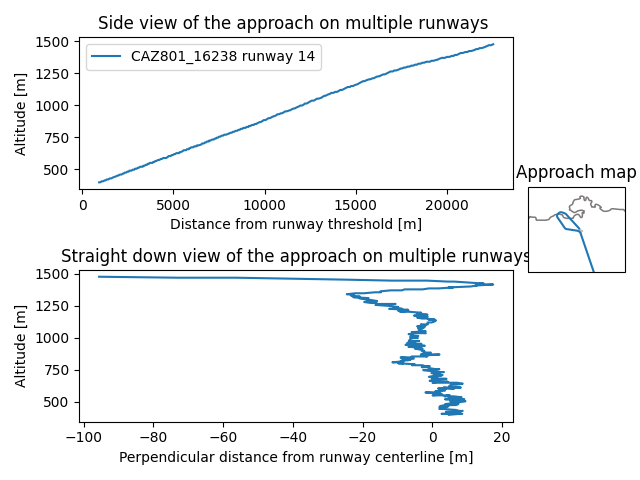 Side view of the approach on multiple runways
1500
1250
1000
750
500
Altitude [m]
CAZ801_16238 runway 14
0
5000
10000
15000
20000
Distance from runway threshold [m]
Approach map
Straight down view of the approach on multiple runways
1500
1250
1000
750
500
Altitude [m]
−100
−80
−60
−40
−20
0
20
Perpendicular distance from runway centerline [m]